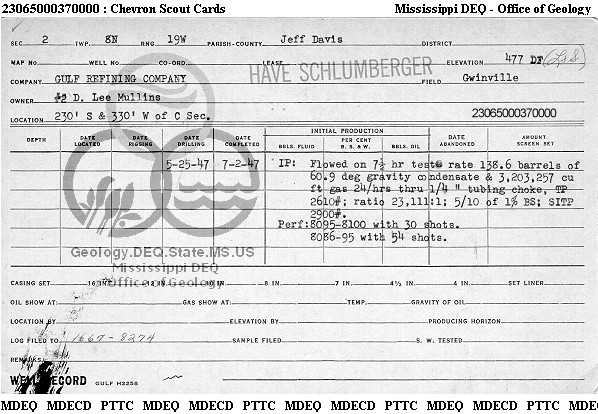 23065000370000 : Chevron Scout Cards Mississippi DEQ - Office of Geology
SEC. 2 TWP. 8N RNG. 19W PARISH-COUNTY Jeff Davis DISTRICT
MAP NO. WELL NO. CO-ORD. LEASE ELEVATION 477 DF (L.S)
HAVE SCHLUMBERGER
COMPANY GULF REFINING COMPANY FIELD Gwinville
OWNER #2 D. Lee Mullins
LOCATION 230' S & 330' W of C Sec. 23065000370000
INITIAL PRODUCTION
DEPTH DATE LOCATED DATE RIGGING DATE DRILLING DATE COMPLETED BBLS. FLUID PER CENT B. S. & W. BBLS. OIL DATE ABANDONED AMOUNT SCREEN SET
5-25-47 7-2-47 IP: Flowed on 7½ hr test rate 138.6 barrels of
60.9 deg gravity condensate & 3,203,257 cu
ft gas 24/hrs thru 1/4 " tubing choke, TP
2610#; ratio 23,111:1; 5/10 of 1% BS; SITP
2900#.
Perf:8095-8100 with 30 shots.
8086-95 with 54 shots.
Geology.DEQ.State.MS.US
Mississippi DEQ
Office of Geology
CASING SET 16 IN. 13 IN. 10 IN. 8 IN. 7 IN. 4½ IN. 4 IN. SET LINER
OIL SHOW AT: GAS SHOW AT: TEMP. GRAVITY OF OIL
LOCATION BY ELEVATION BY PRODUCING HORIZON
LOG FILED TO 1667-8274 SAMPLE FILED S. W. TESTED
REMARKS
WELL RECORD GULF H2258
MDEQ MDECD PTTC MDEQ MDECD PTTC MDEQ MDECD PTTC MDEQ MDECD PTTC MDEQ